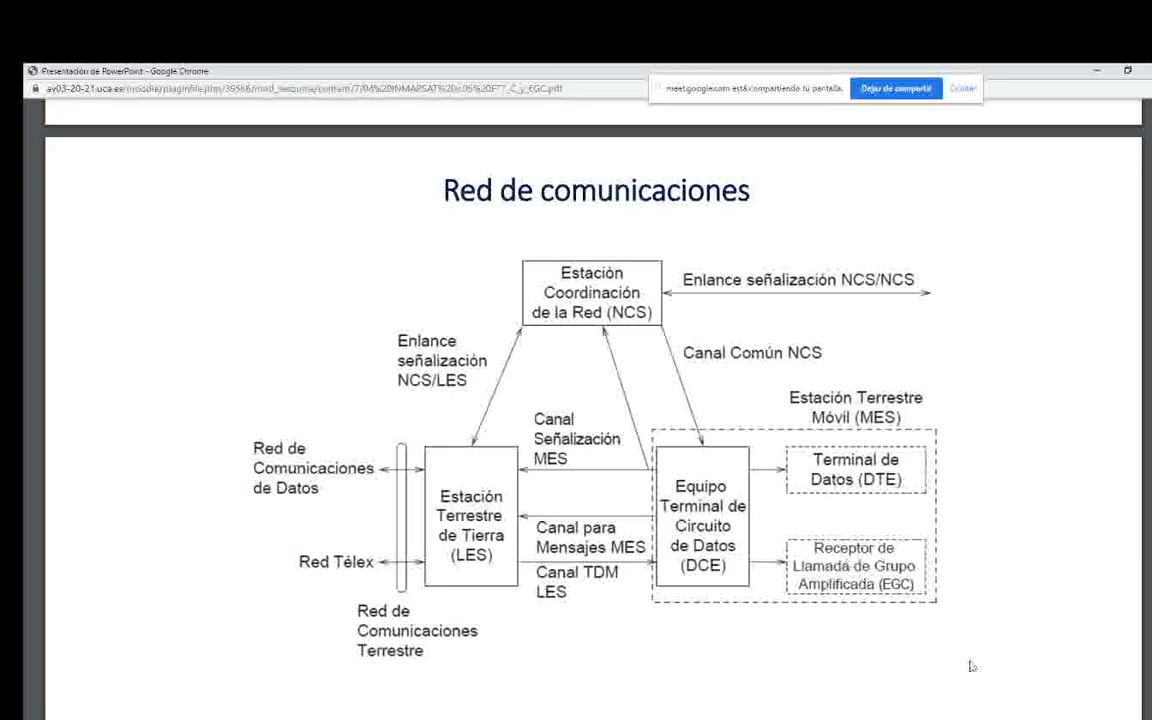 Presentación de PowerPoint - Google Chrome
meet.google.com está compartiendo tu pantalla.
Dejar de compartir
Ocultar
Red de comunicaciones
Estación
Coordinación
de la Red (NCS)
Enlance señalización NCS/NCS
Enlance
señalización
NCS/LES
Canal Común NCS
Estación Terrestre
Móvil (MES)
Canal
Señalización
MES
Red de
Comunicaciones
de Datos
Estación
Terrestre
de Tierra
(LES)
Equipo
Terminal de
Circuito
de Datos
(DCE)
Terminal de
Datos (DTE)
Canal para
Mensajes MES
Red Télex
Canal TDM
LES
Receptor de
Llamada de Grupo
Amplificada (EGC)
Red de
Comunicaciones
Terrestre